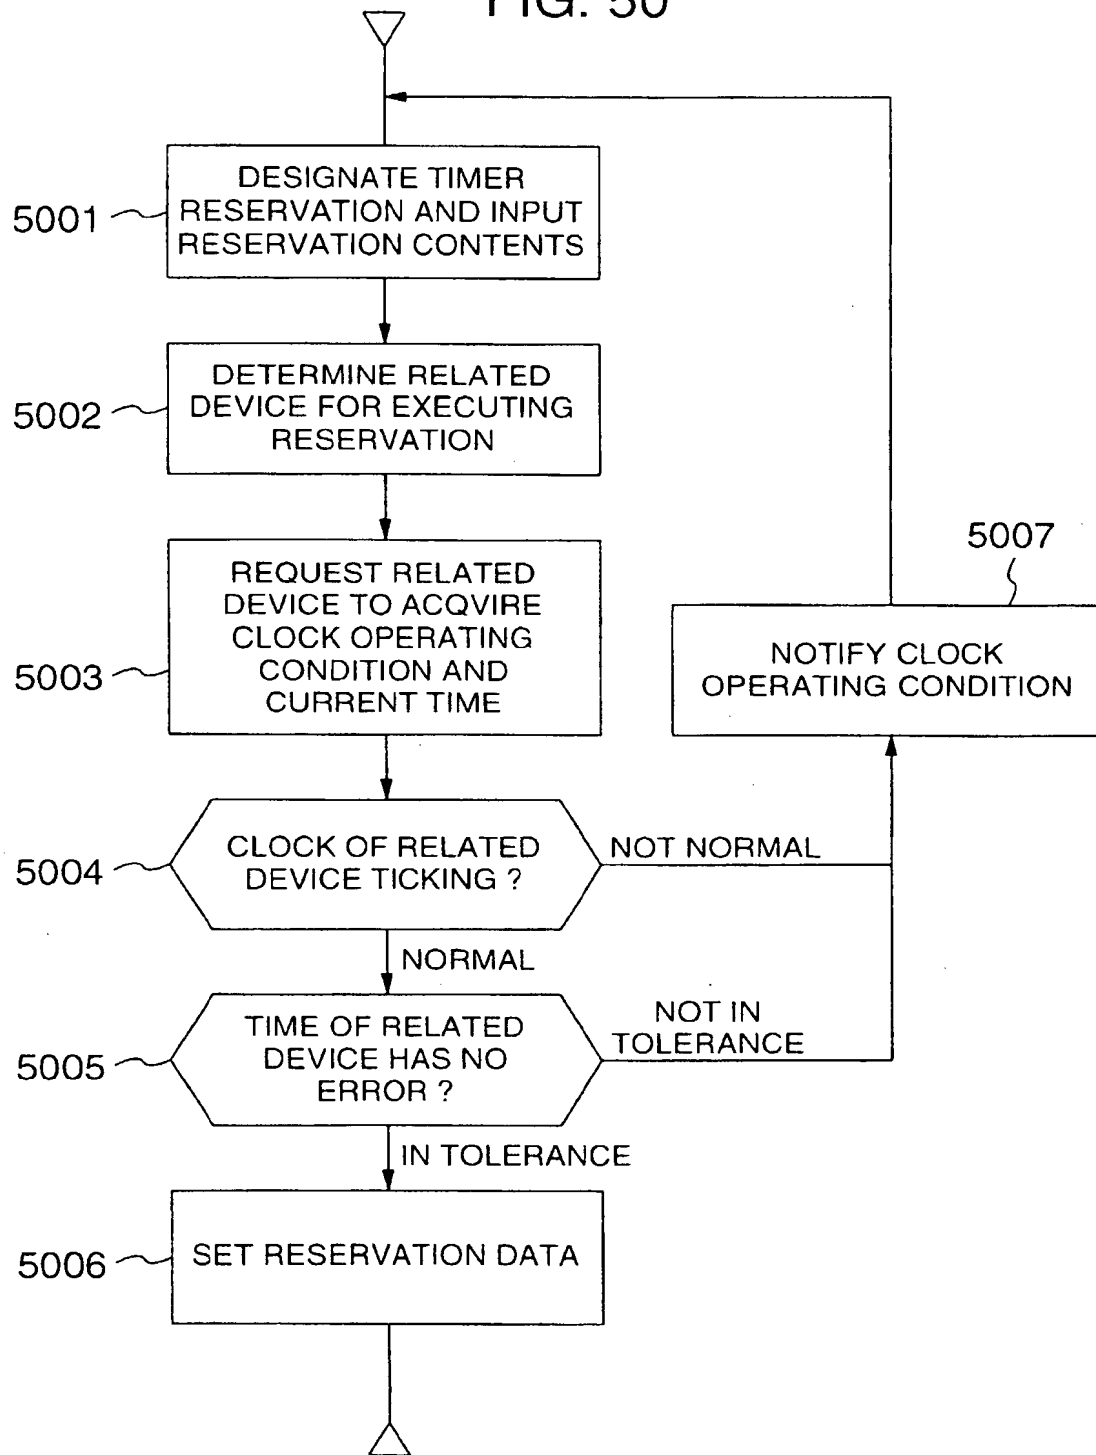 FIG. 50
DESIGNATE TIMER
RESERVATION AND INPUT
RESERVATION CONTENTS
5001
DETERMINE RELATED
DEVICE FOR EXECUTING
RESERVATION
5002
REQUEST RELATED
DEVICE TO ACQVIRE
CLOCK OPERATING
CONDITION AND
CURRENT TIME
5003
5007
NOTIFY CLOCK
OPERATING CONDITION
CLOCK OF RELATED
DEVICE TICKING ?
5004
NOT NORMAL
NORMAL
TIME OF RELATED
DEVICE HAS NO
ERROR ?
5005
NOT IN
TOLERANCE
IN TOLERANCE
SET RESERVATION DATA
5006